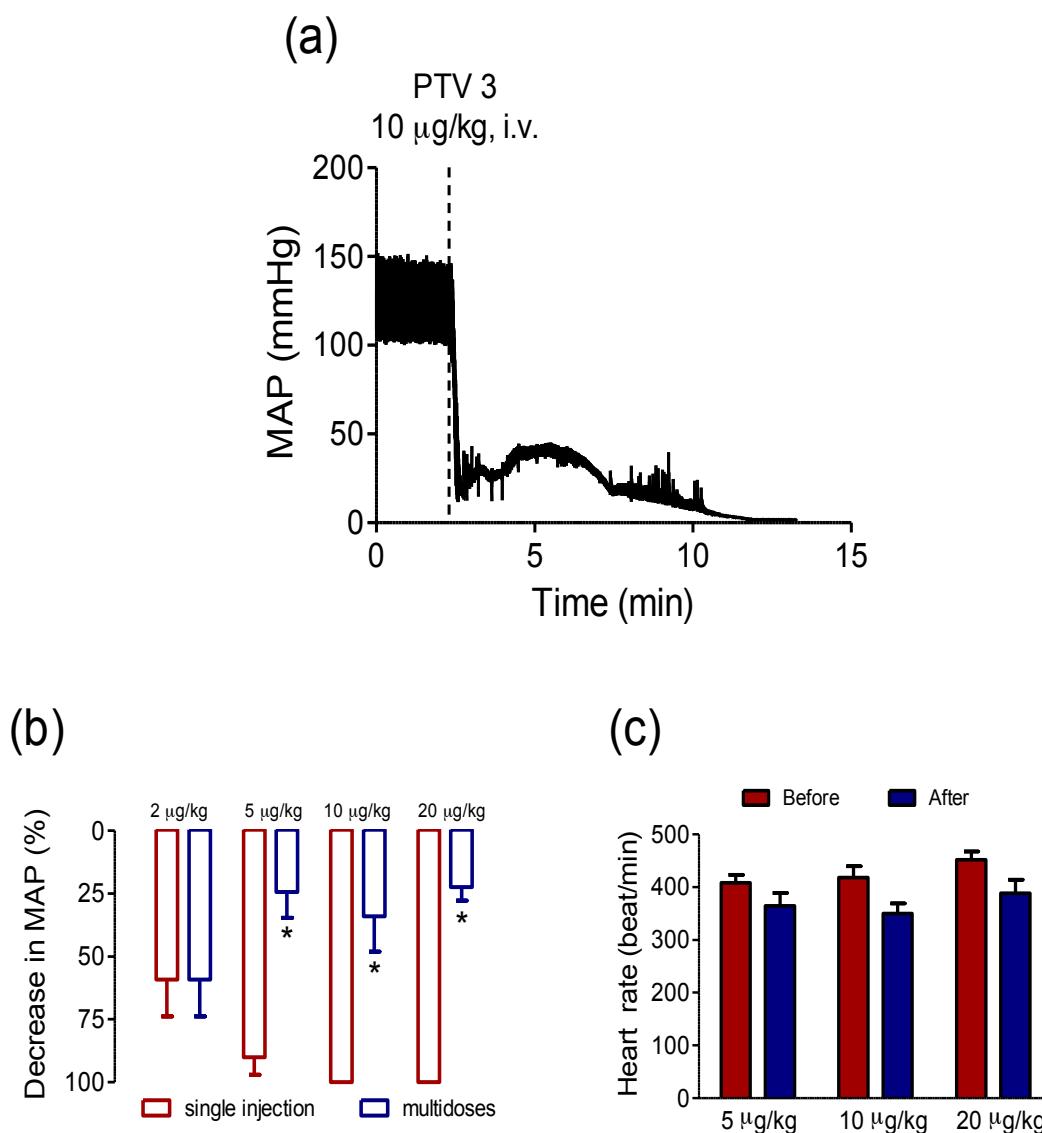 (a)
PTV 3
10 μg/kg, i.v.
200
150
100
50
0
MAP (mmHg)
0 5 10 15
Time (min)
(b)
2 μg/kg 5 μg/kg 10 μg/kg 20 μg/kg
0
25
50
75
100
Decrease in MAP (%)
* * *
single injection multidoses
(c)
Before After
500
400
300
200
100
0
Heart rate (beat/min)
5 μg/kg 10 μg/kg 20 μg/kg